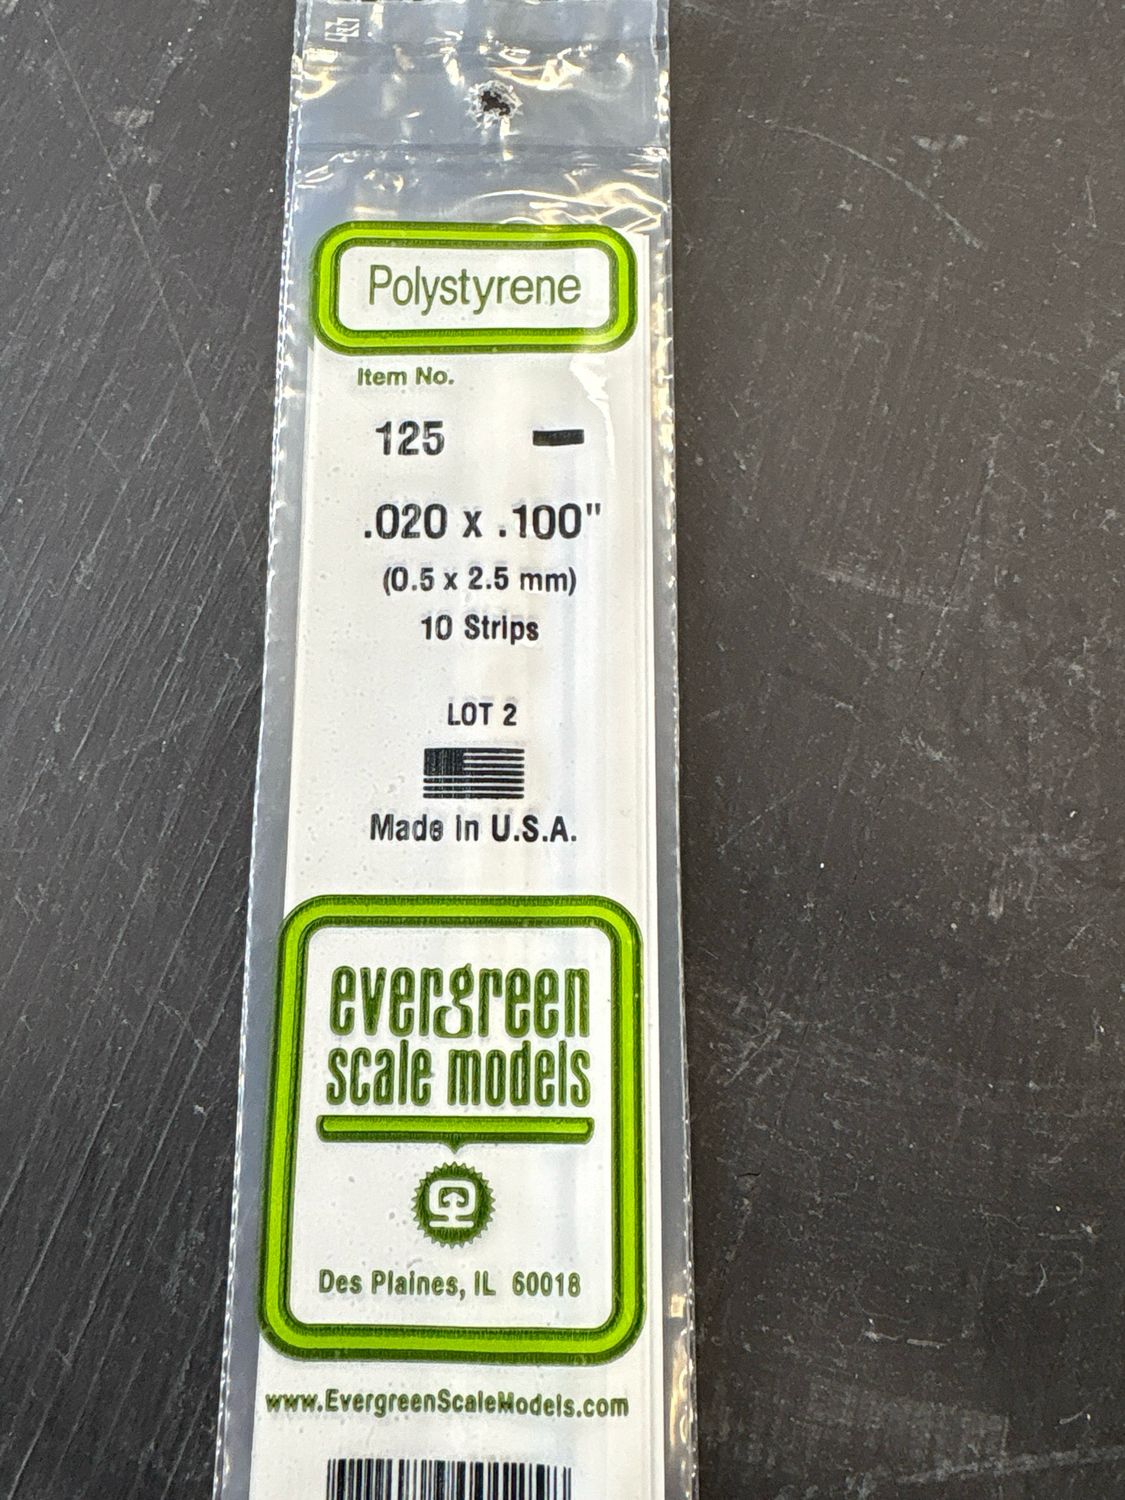 Polystyrene
Item No.
125
.020 x .100"
(0.5 x 2.5 mm)
10 Strips
LOT 2
Made in U.S.A.
evergreen
scale models
Des Plaines, IL 60018
www.EvergreenScaleModels.com